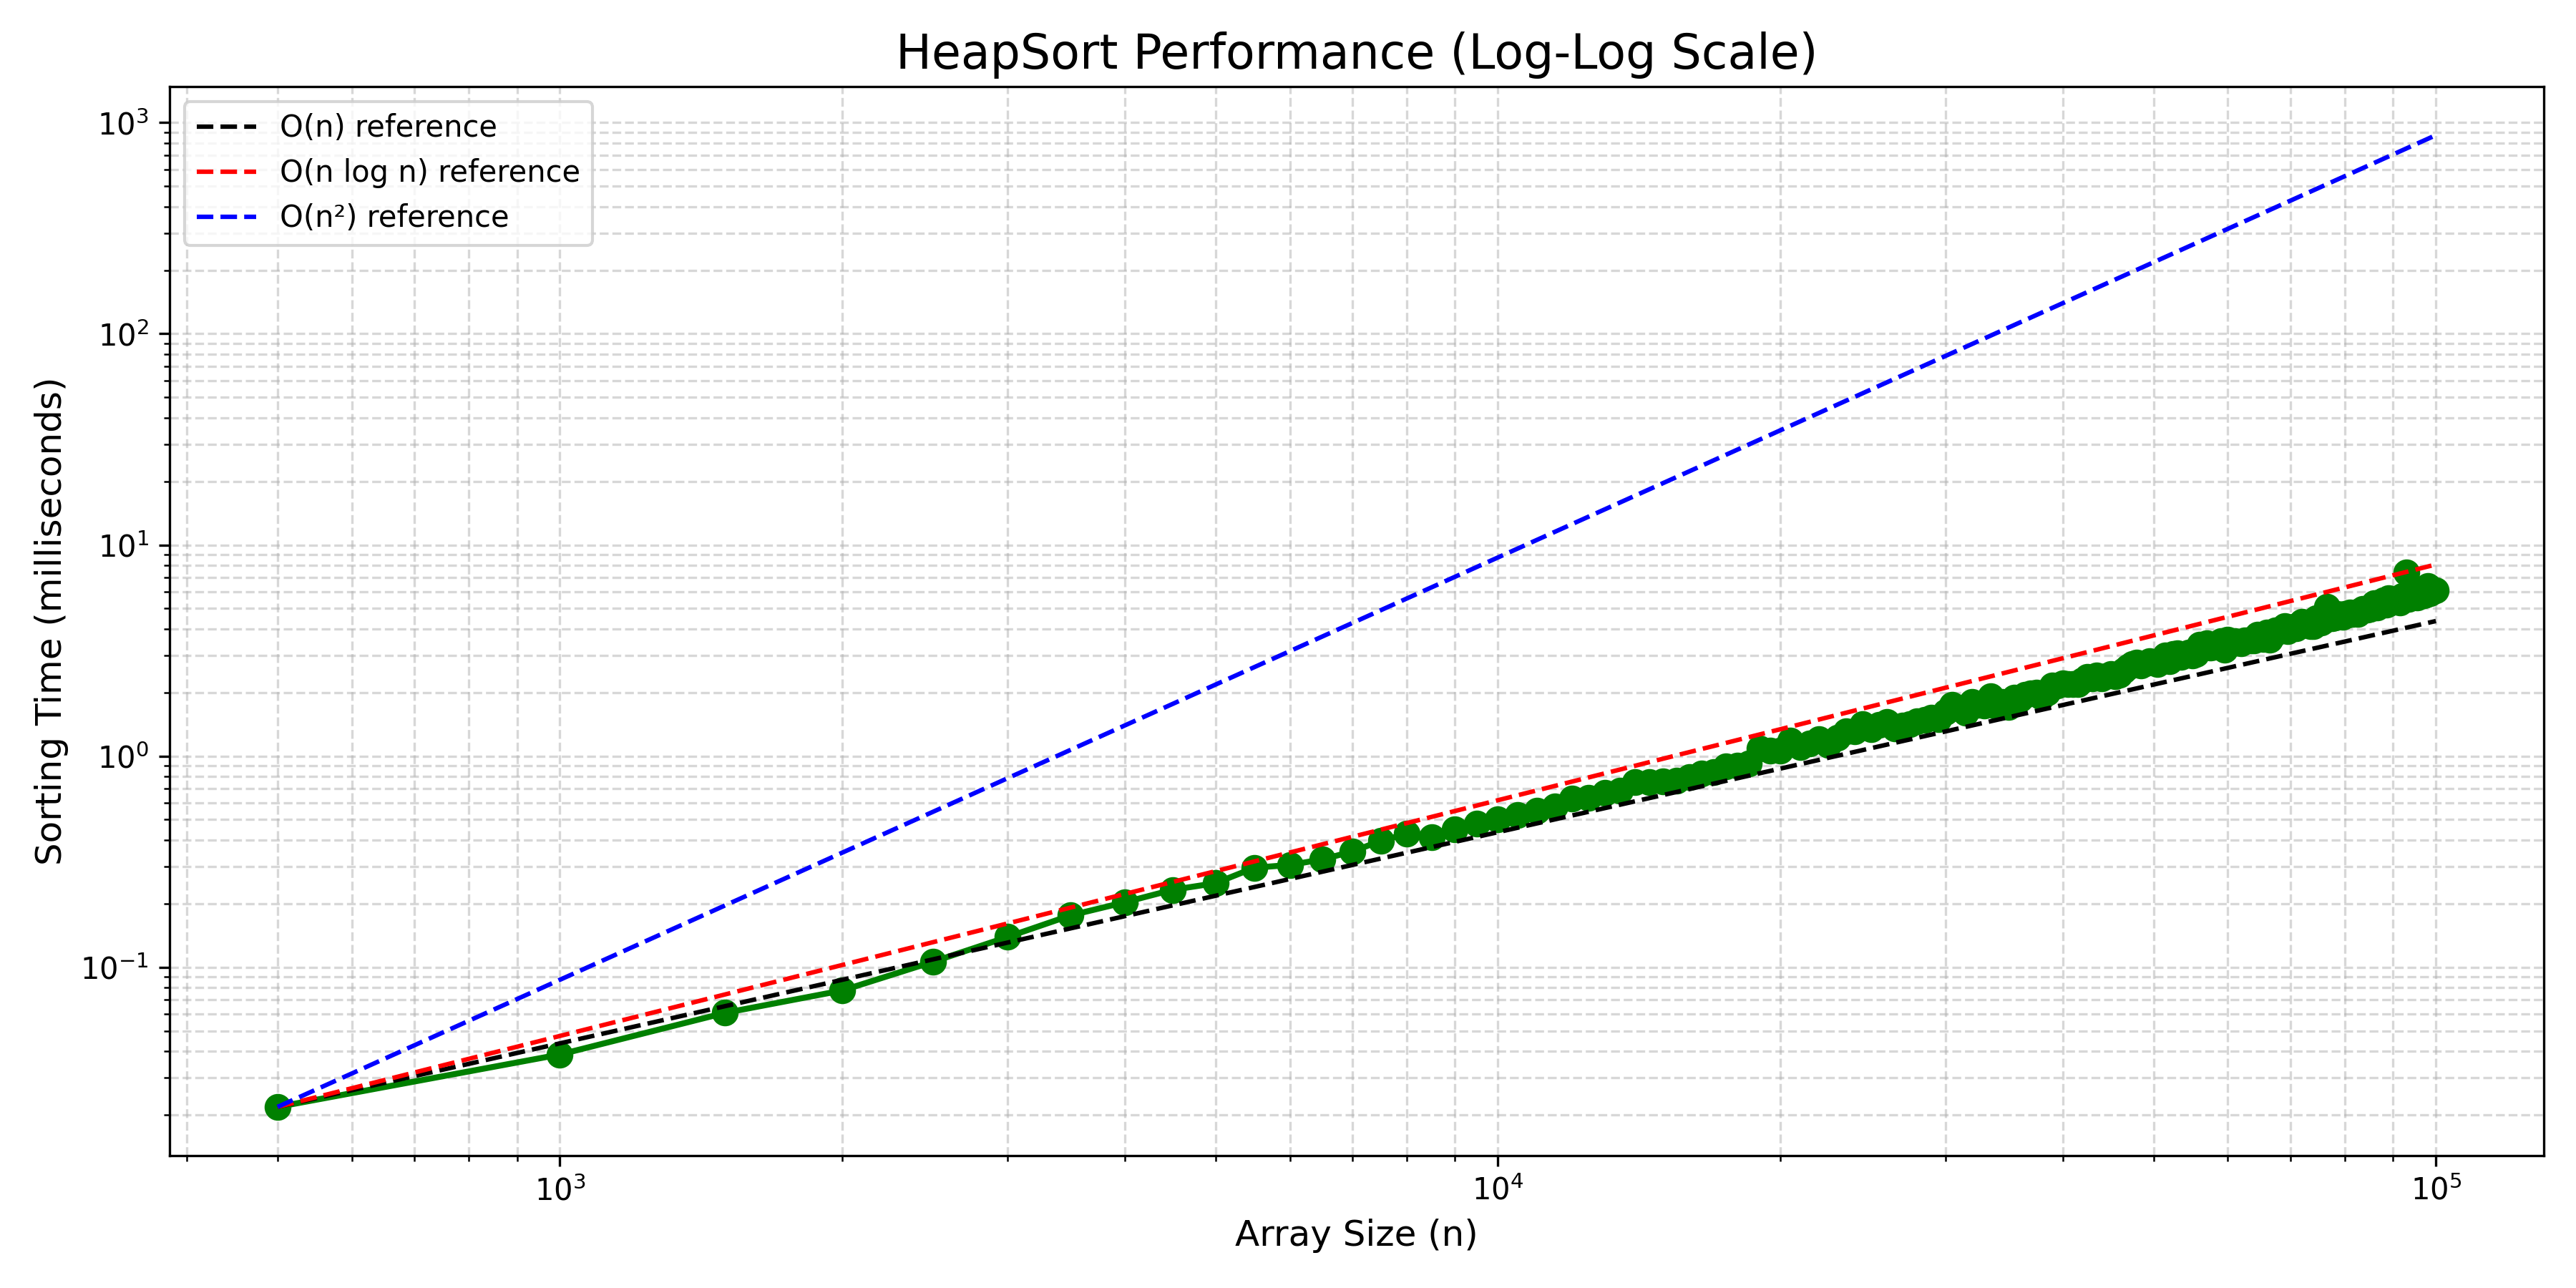 HeapSort Performance (Log-Log Scale)
O(n) reference
O(n log n) reference
O(n²) reference
10³
10²
10¹
10⁰
10⁻¹
Sorting Time (milliseconds)
10³ 10⁴ 10⁵
Array Size (n)